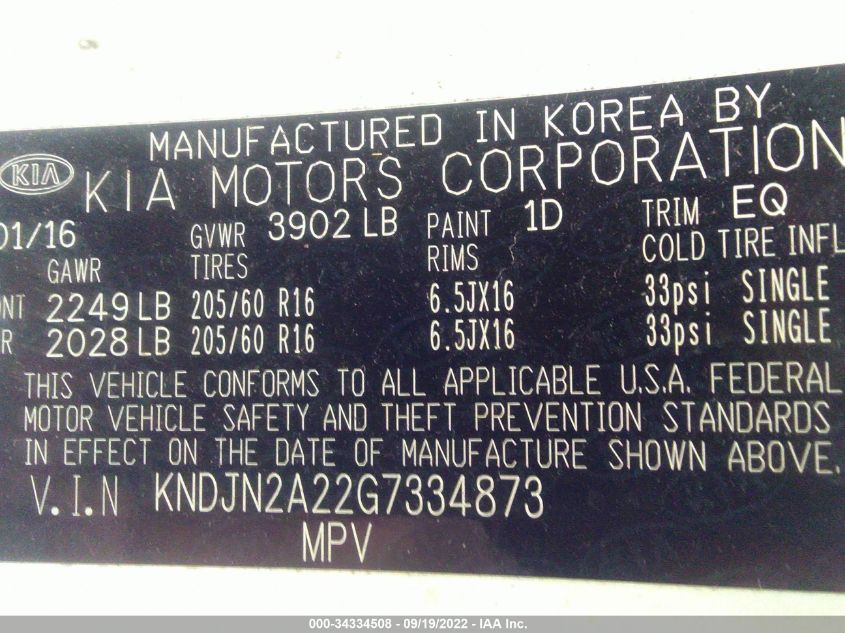 MANUFACTURED IN KOREA BY
KIA KIA MOTORS CORPORATION
01/16 GVWR 3902 LB PAINT 1D TRIM EQ
GAWR TIRES RIMS COLD TIRE INFL
NT 2249 LB 205/60 R16 6.5JX16 33psi SINGLE
R 2028 LB 205/60 R16 6.5JX16 33psi SINGLE
THIS VEHICLE CONFORMS TO ALL APPLICABLE U.S.A. FEDERAL
MOTOR VEHICLE SAFETY AND THEFT PREVENTION STANDARDS
IN EFFECT ON THE DATE OF MANUFACTURE SHOWN ABOVE.
V.I.N KNDJN2A22G7334873
MPV
000-34334508 - 09/19/2022 - IAA Inc.